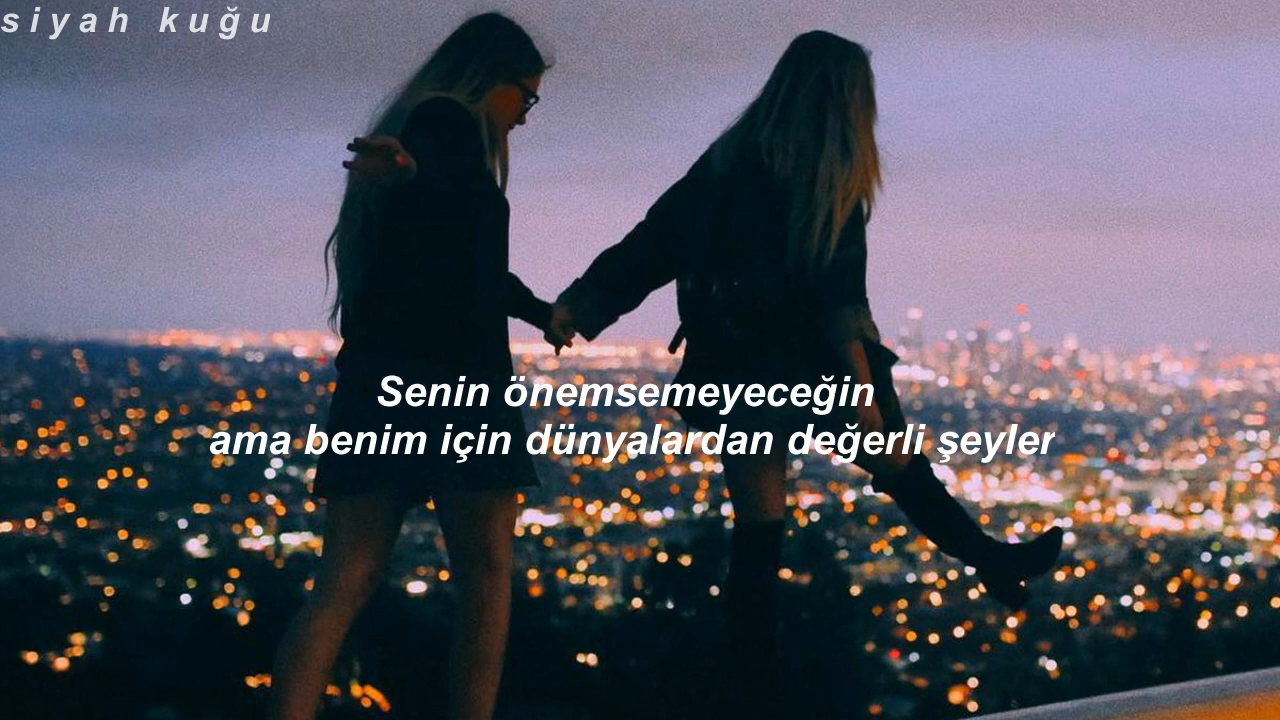 siyah kuğu
Senin önemsemeyeceğin
ama benim için dünyalardan değerli şeyler